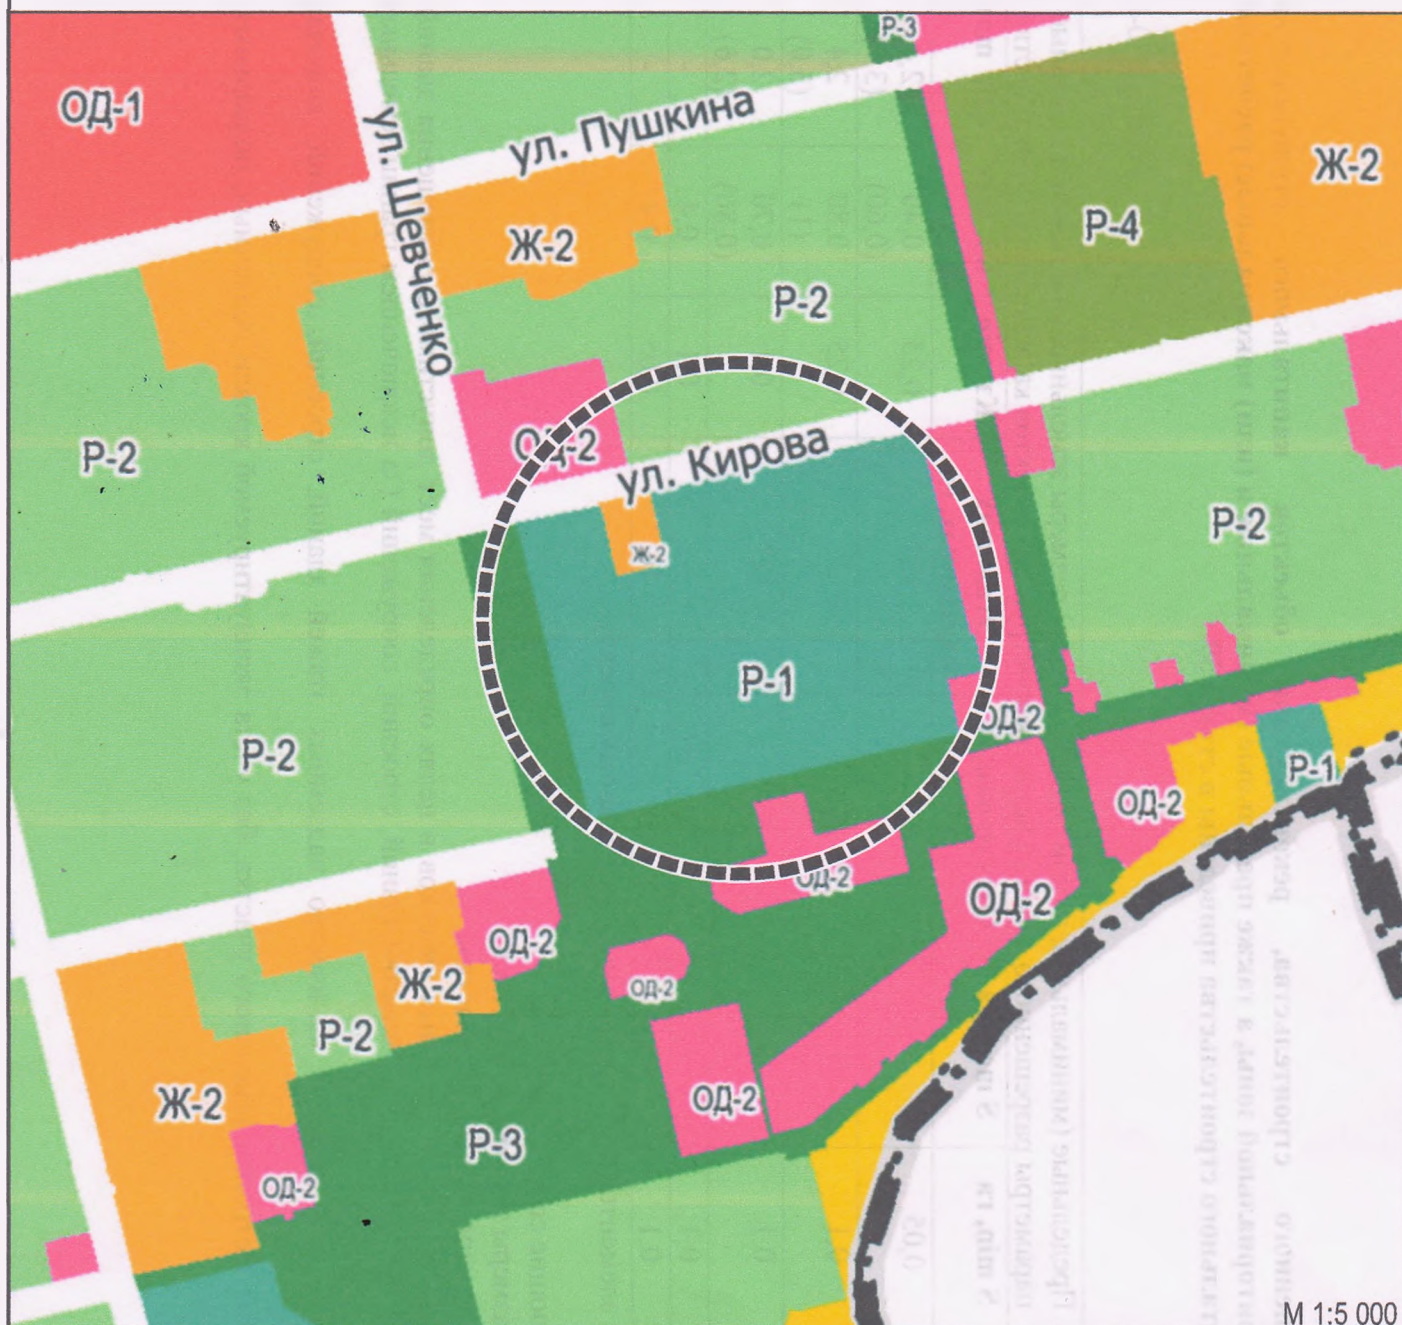 Р-3
ОД-1
ул. Пушкина
Ж-2
ул. Шевченко
Р-4
Ж-2
Р-2
ОД-2
ул. Кирова
Р-2
Р-2
Ж-2
Р-1
ОД-2
Р-2
Р-1
ОД-2
ОД-2
ОД-2
ОД-2
Ж-2
ОД-2
Р-2
Ж-2
ОД-2
Р-3
ОД-2
М 1:5 000